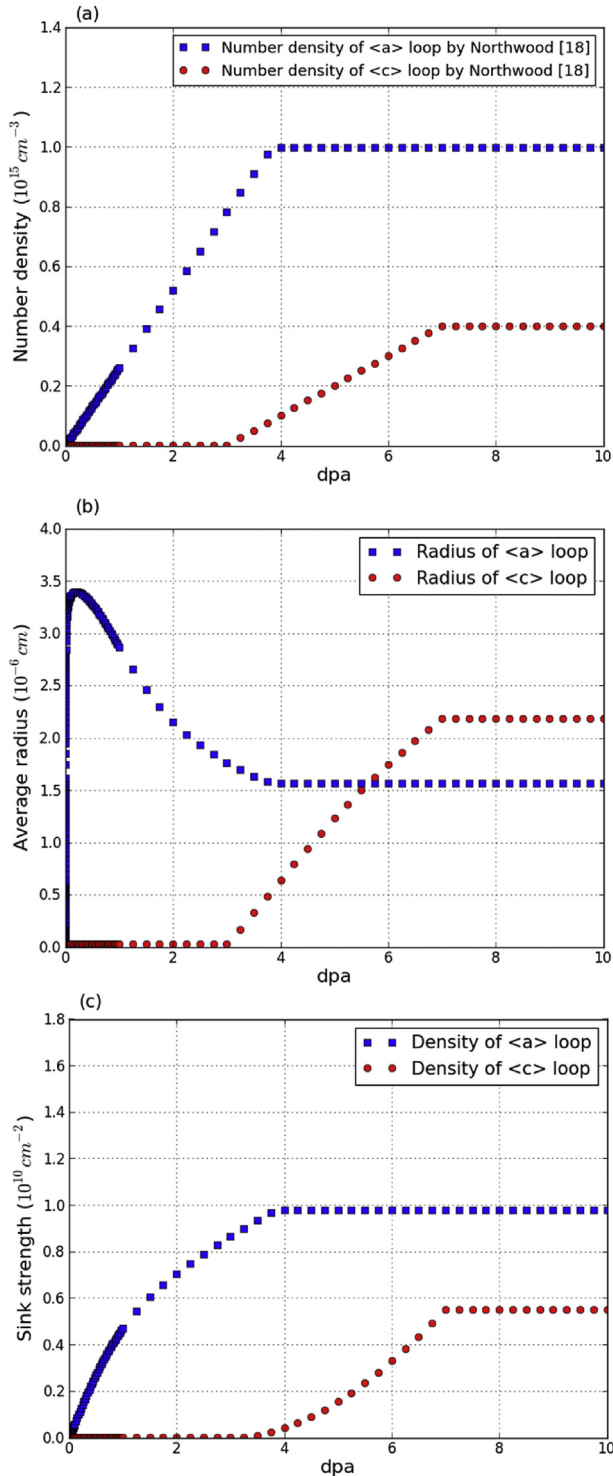 (a)
Number density of <a> loop by Northwood [18]
Number density of <c> loop by Northwood [18]
1.4
1.2
1.0
0.8
0.6
0.4
0.2
0.0
Number density (10^15 cm^-3)
0 2 4 6 8 10
dpa
(b)
Radius of <a> loop
Radius of <c> loop
4.0
3.5
3.0
2.5
2.0
1.5
1.0
0.5
0.0
Average radius (10^-6 cm)
0 2 4 6 8 10
dpa
(c)
Density of <a> loop
Density of <c> loop
1.8
1.6
1.4
1.2
1.0
0.8
0.6
0.4
0.2
0.0
Sink strength (10^10 cm^-2)
0 2 4 6 8 10
dpa